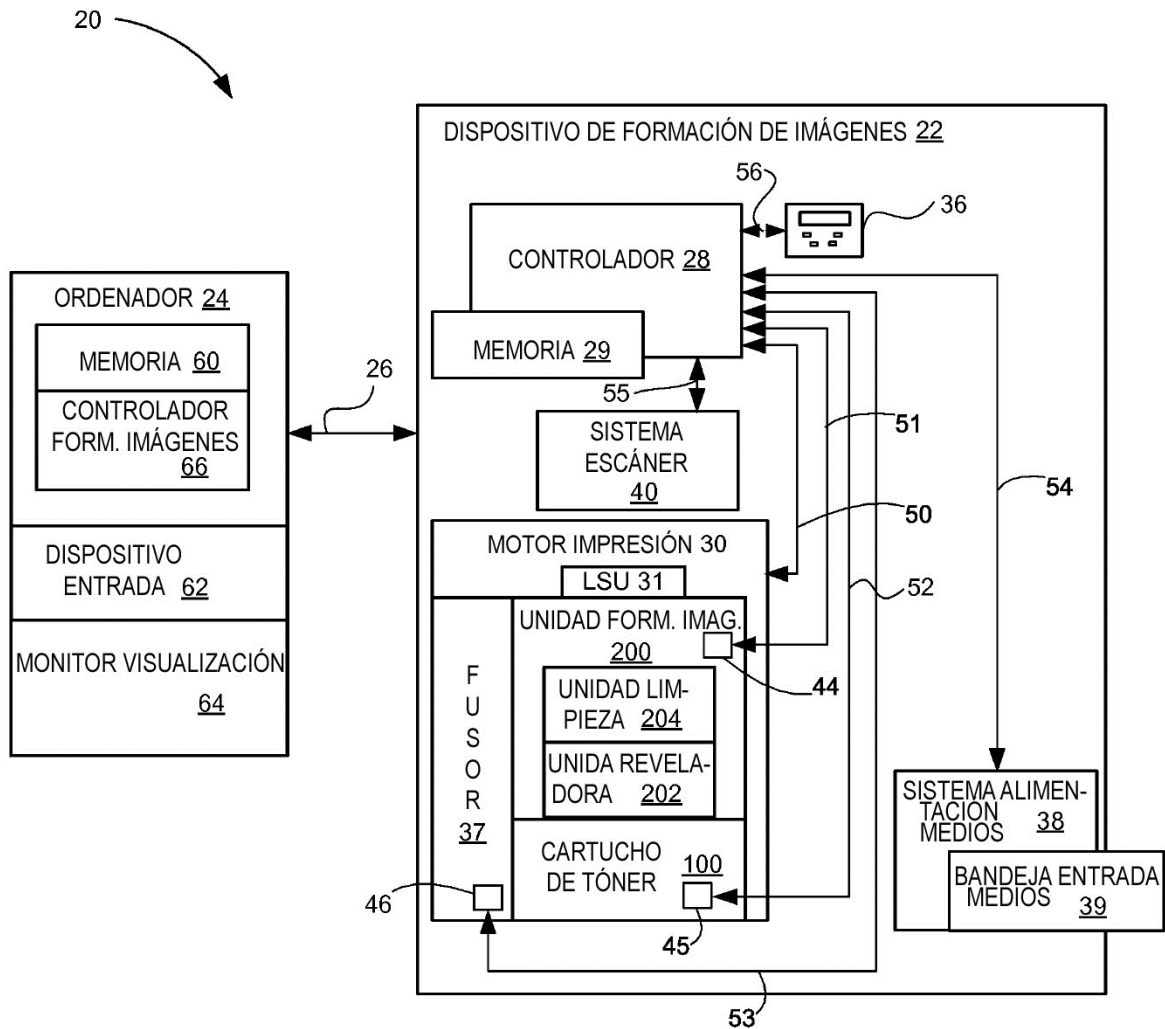 20
DISPOSITIVO DE FORMACIÓN DE IMÁGENES 22
56
36
CONTROLADOR 28
MEMORIA 29
ORDENADOR 24
MEMORIA 60
CONTROLADOR
FORM. IMÁGENES
66
26
55
SISTEMA
ESCÁNER
40
51
54
50
DISPOSITIVO
ENTRADA 62
MONITOR VISUALIZACIÓN
64
MOTOR IMPRESIÓN 30
LSU 31
52
UNIDAD FORM. IMAG.
200
44
FUSOR
37
UNIDAD LIM-
PIEZA 204
UNIDA REVELA-
DORA 202
CARTUCHO
DE TÓNER
100
46
45
SISTEMA ALIMEN-
TACIÓN
MEDIOS 38
BANDEJA ENTRADA
MEDIOS 39
53